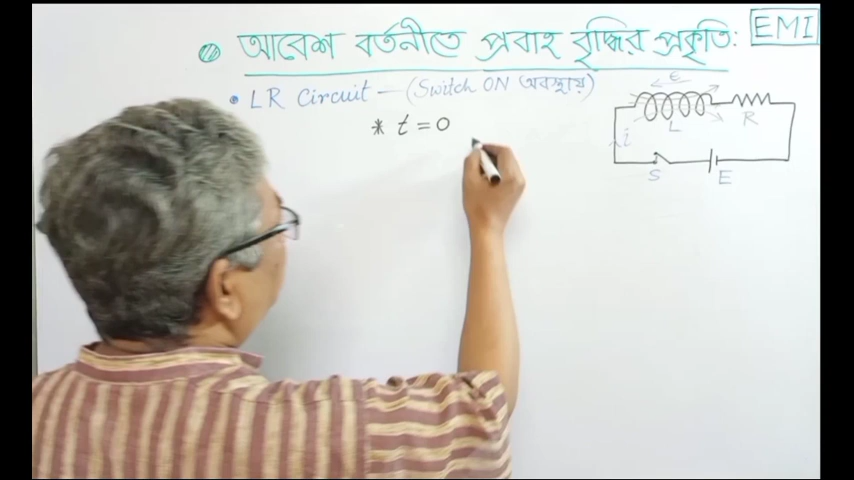 আবেশ বর্তনীতে প্রবাহ বৃদ্ধির প্রকৃতি:
EMI
LR Circuit — (Switch ON অবস্থায়)
* t = 0
ε
L
R
i
S
E